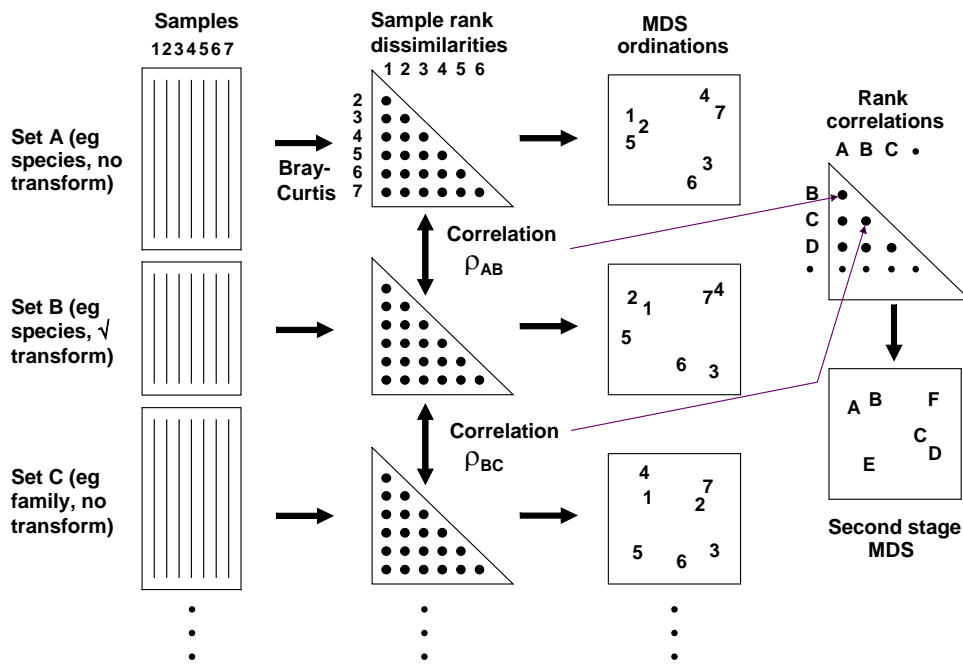 Samples
1234567
Sample rank
dissimilarities
1 2 3 4 5 6
MDS
ordinations
Set A (eg
species, no
transform)
Bray-
Curtis
2
3
4
5
6
7
4
1
7
2
5
3
6
Rank
correlations
A B C
B
C
D
Correlation
ρAB
Set B (eg
species, √
transform)
2
7 4
1
5
6
3
Correlation
ρBC
Set C (eg
family, no
transform)
4
1
7
2
5
3
6
A B F
C
D
E
Second stage
MDS